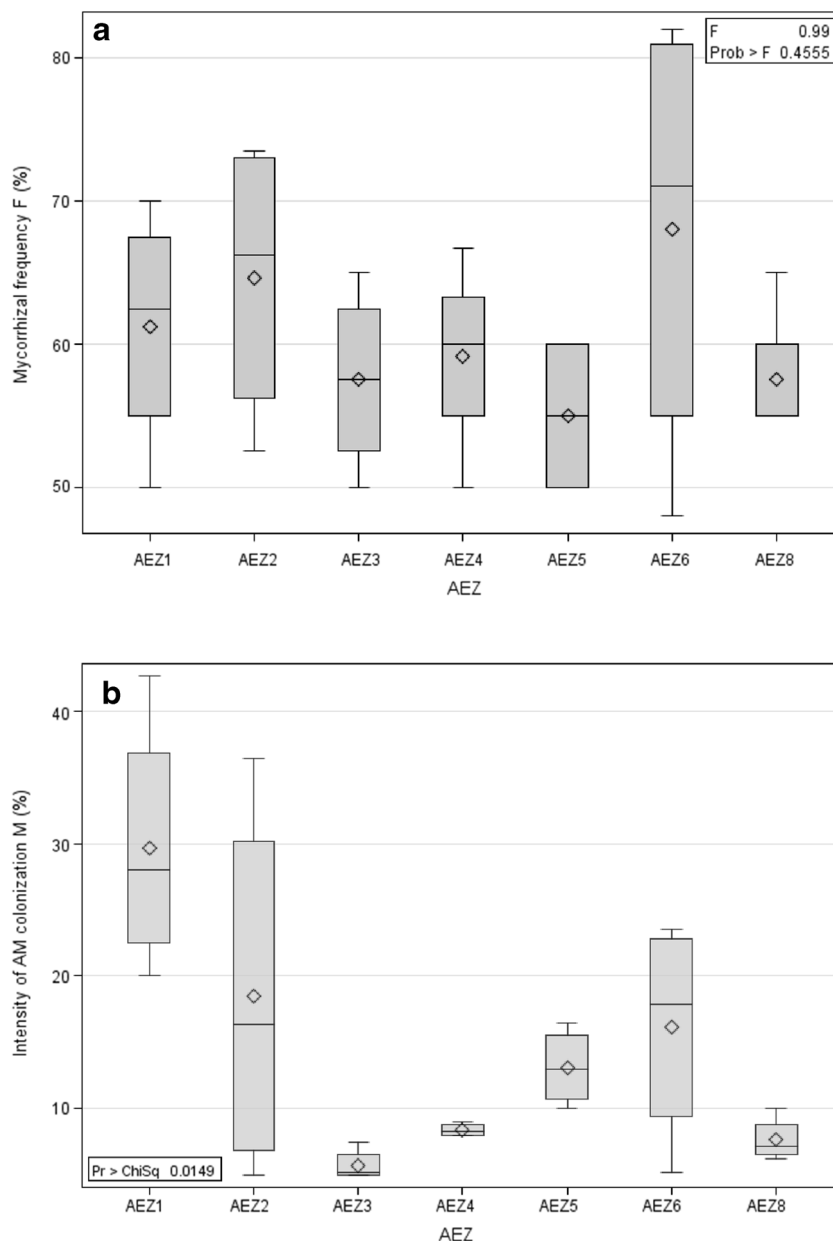 a
F 0.99
Prob > F 0.4555
Mycorrhizal frequency F (%)
80
70
60
50
AEZ1 AEZ2 AEZ3 AEZ4 AEZ5 AEZ6 AEZ8
AEZ
b
Intensity of AM colonization M (%)
40
30
20
10
Pr > ChiSq 0.0149
AEZ1 AEZ2 AEZ3 AEZ4 AEZ5 AEZ6 AEZ8
AEZ